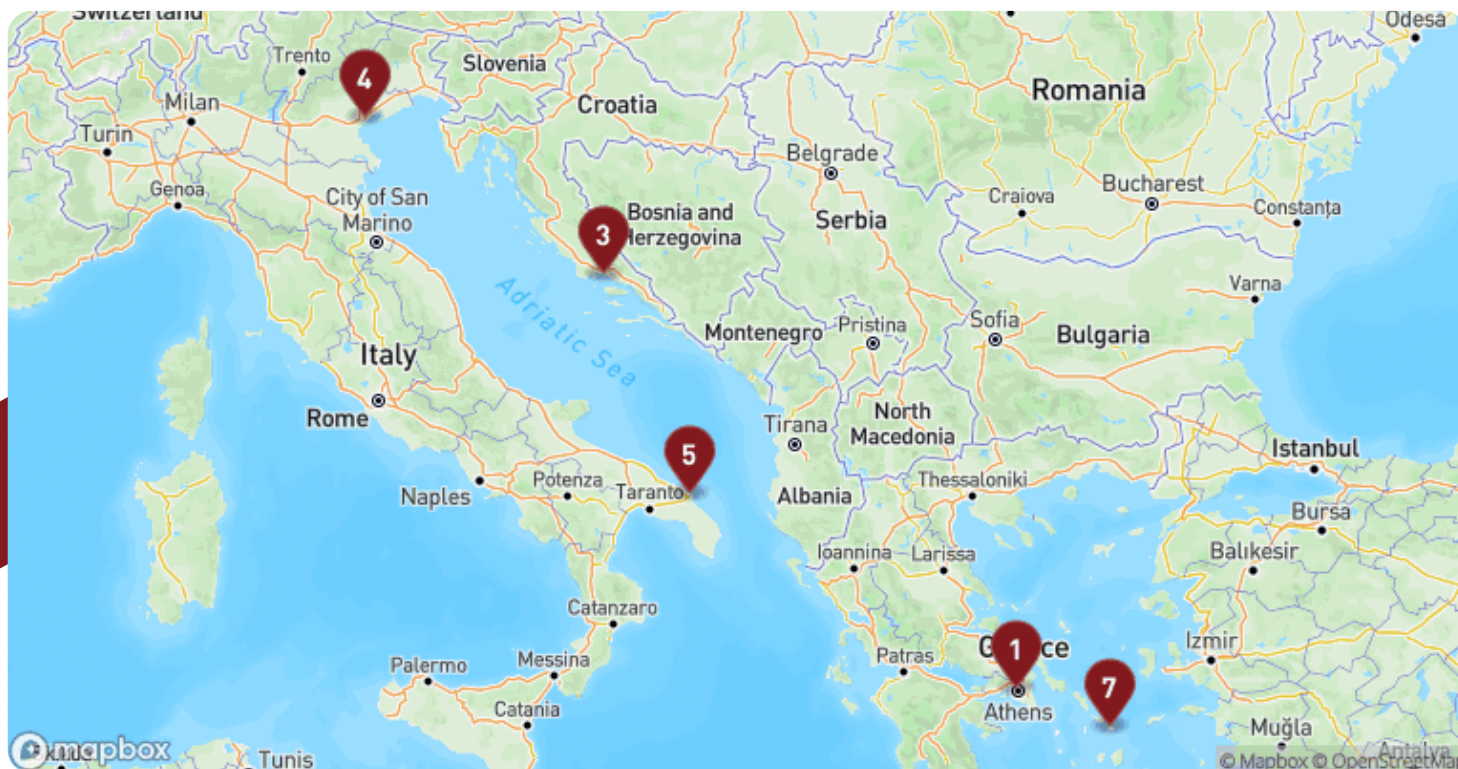 Switzerland
Odesa
Trento
4
Slovenia
Milan
Croatia
Romania
Turin
Belgrade
Genoa
City of San
Marino
Bosnia and
Herzegovina
3
Serbia
Craiova
Bucharest
Constanța
Varna
Adriatic Sea
Montenegro
Pristina
Sofia
Bulgaria
Italy
Rome
Tirana
North
Macedonia
Istanbul
5
Naples
Potenza
Taranto
Albania
Thessaloniki
Bursa
Ioannina
Larissa
Balıkesir
Catanzaro
Palermo
Messina
Patras
Greece
1
Izmir
7
Catania
Athens
Muğla
mapbox
Tunis
Antalya
© Mapbox © OpenStreetMap